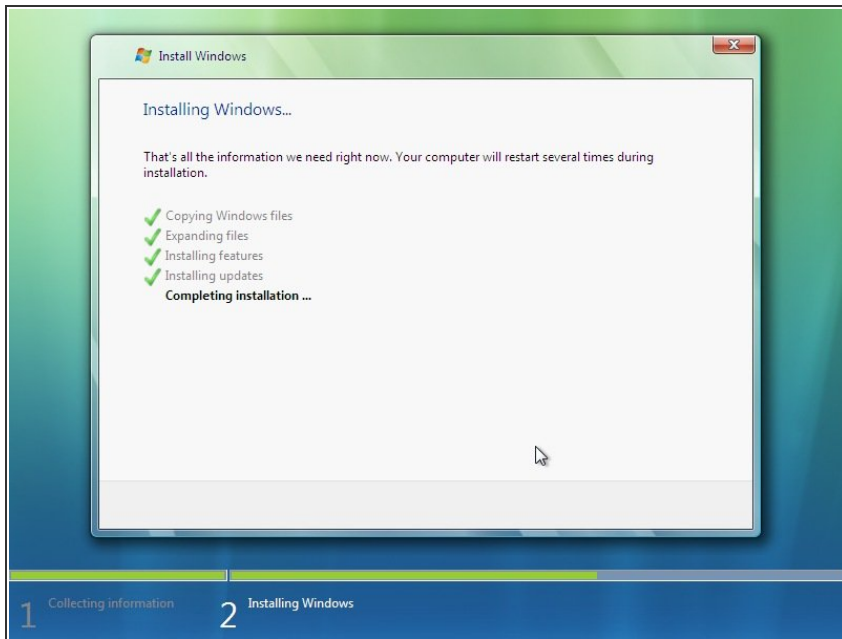 Install Windows
Installing Windows...
That's all the information we need right now. Your computer will restart several times during
installation.
Copying Windows files
Expanding files
Installing features
Installing updates
Completing installation ...
1 Collecting information
2 Installing Windows